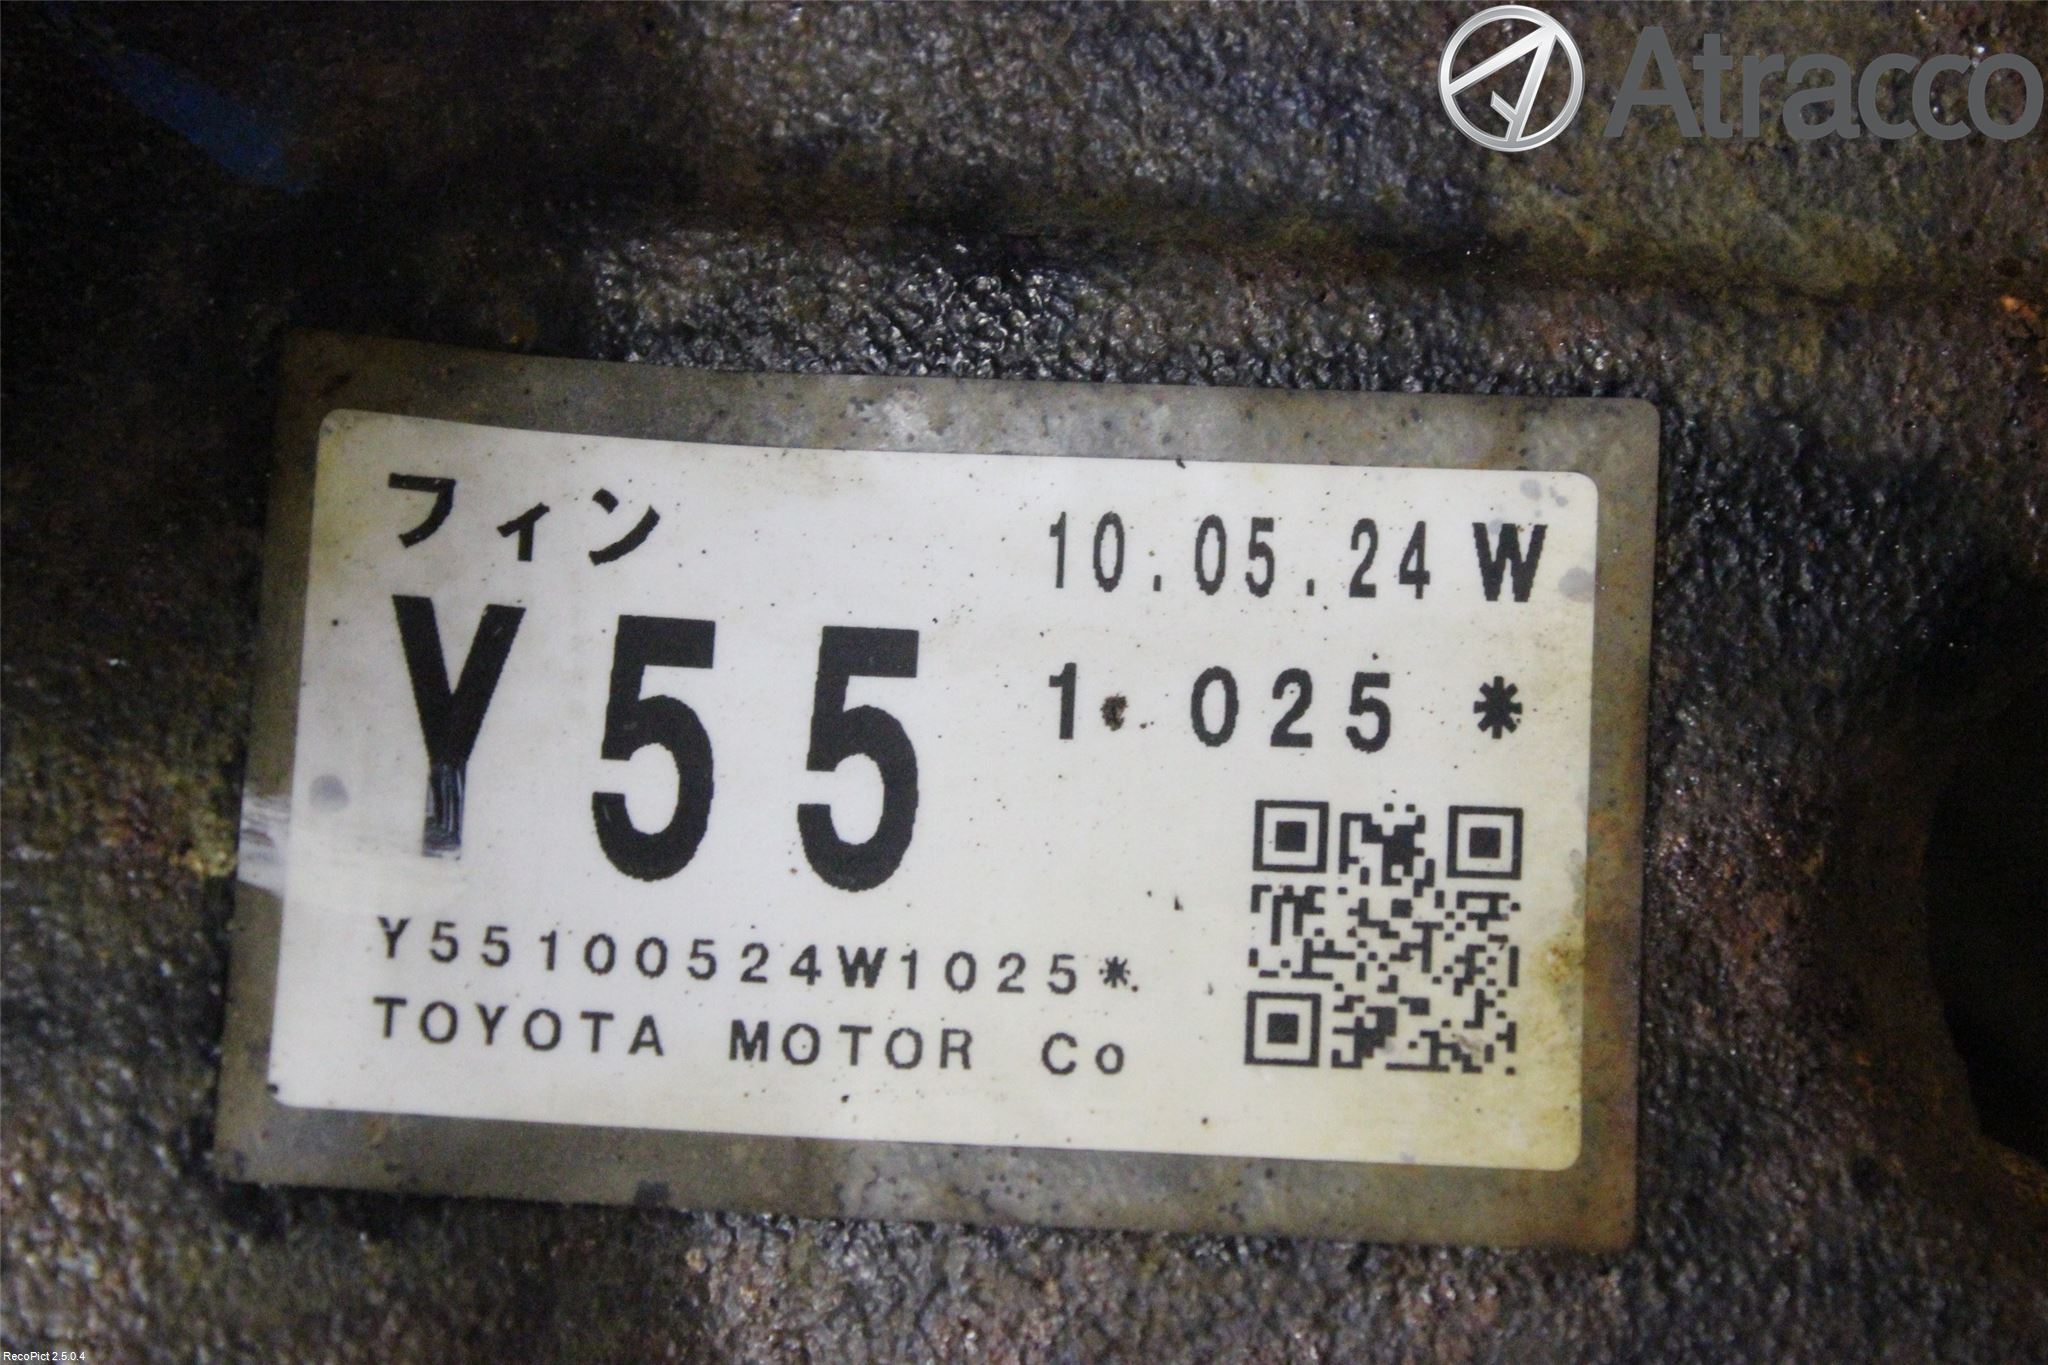 Atracco
フィン
10.05.24 W
Y55
1 025 *
Y55100524W1025*
TOYOTA MOTOR Co
RecoPict 2.5.0.4